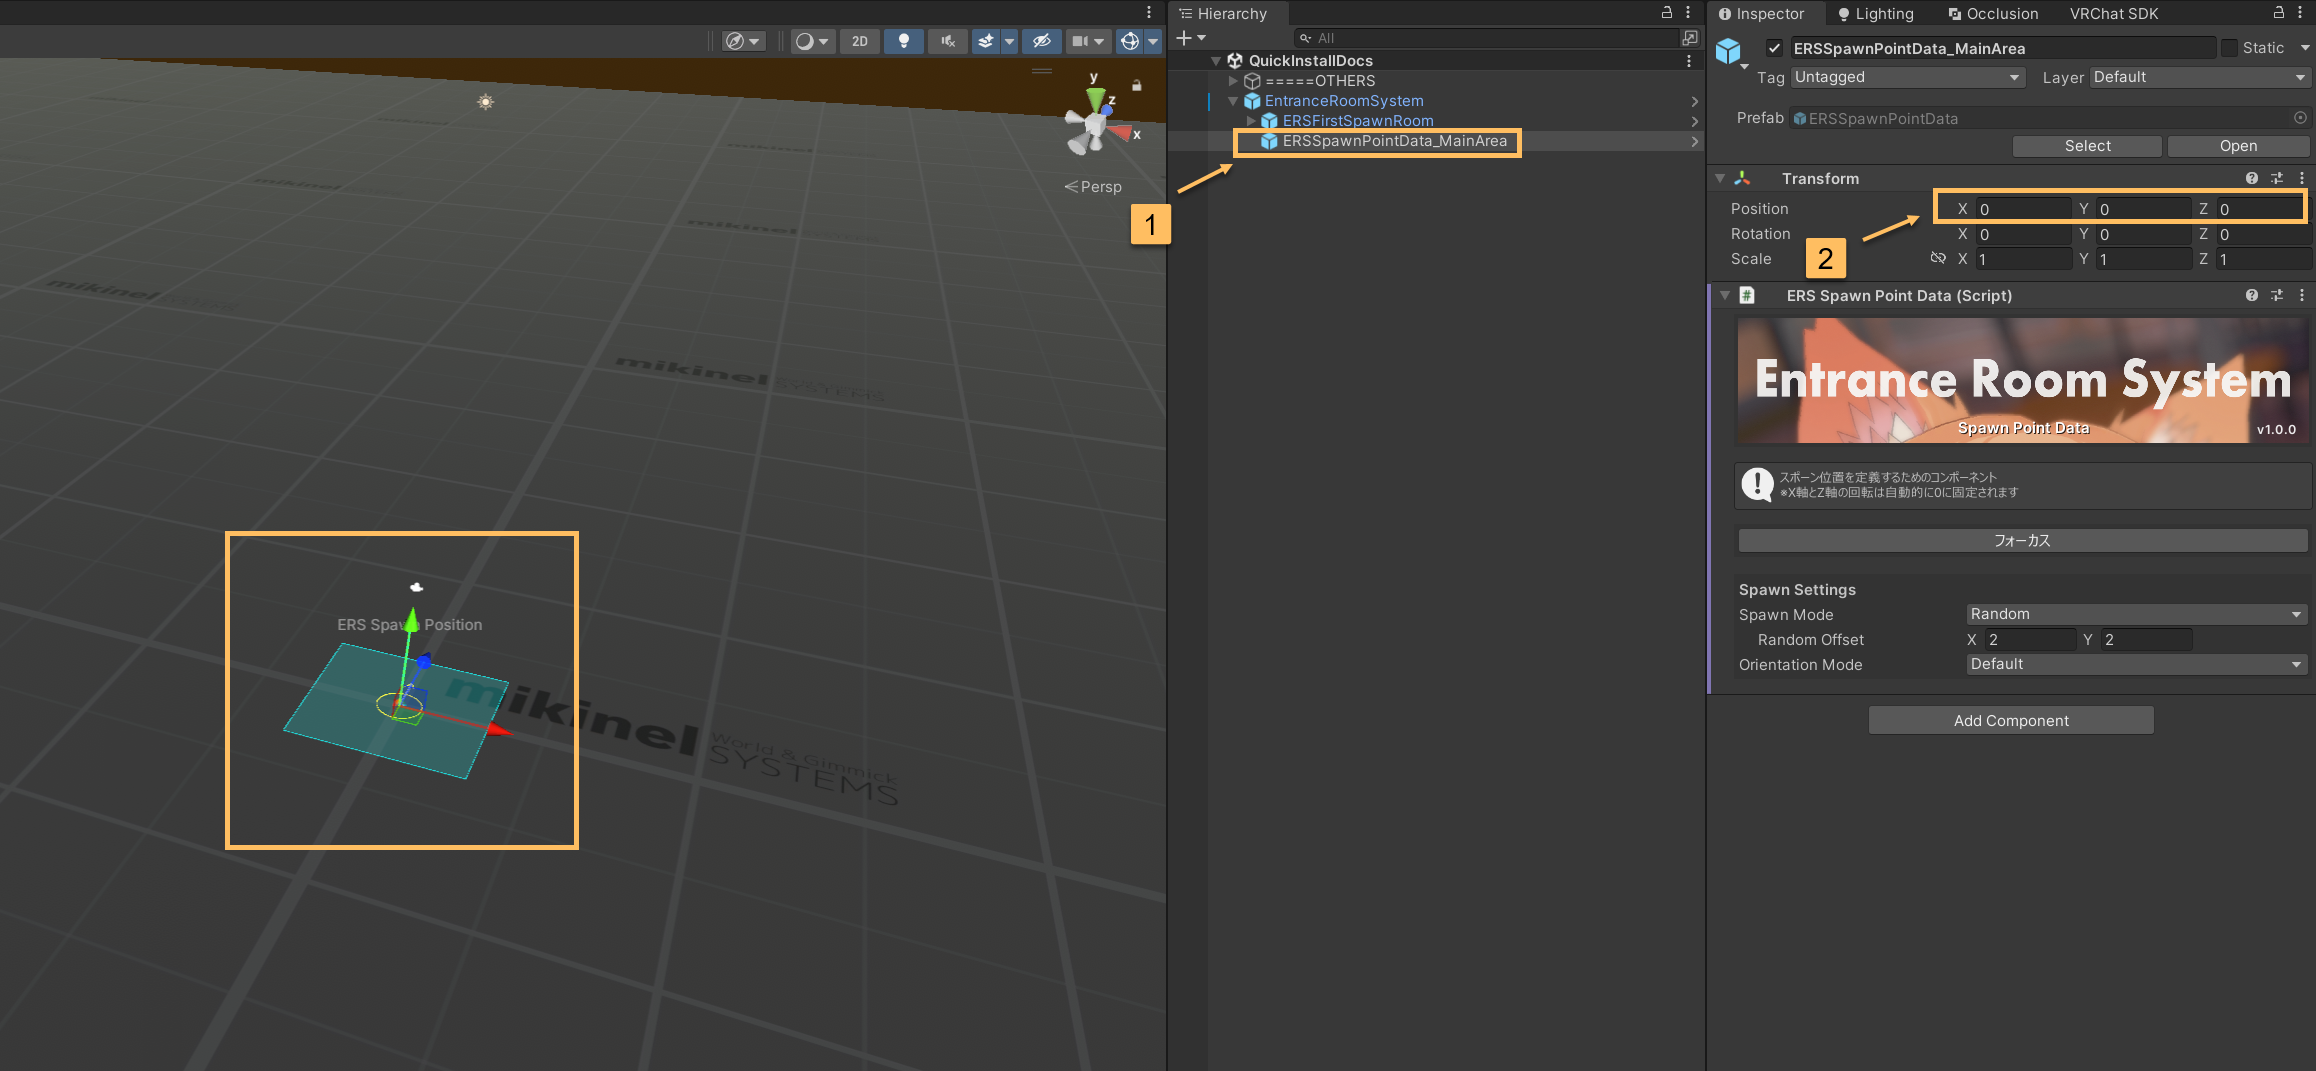 2D
y
z
x
Persp
mikinel
mikinel
mikinel
mikinel SYSTEMS
1
ERS Spawn Position
mikinel World & Gimmick
SYSTEMS
Hierarchy
All
QuickInstallDocs
=====OTHERS
EntranceRoomSystem
ERSFirstSpawnRoom
ERSSpawnPointData_MainArea
Inspector Lighting Occlusion VRChat SDK
ERSSpawnPointData_MainArea Static
Tag Untagged Layer Default
Prefab ERSSpawnPointData
Select Open
Transform
Position X 0 Y 0 Z 0
Rotation X 0 Y 0 Z 0
Scale X 1 Y 1 Z 1
2
# ERS Spawn Point Data (Script)
Entrance Room System
Spawn Point Data v1.0.0
スポーン位置を定義するためのコンポーネント
※X軸とZ軸の回転は自動的に0に固定されます
フォーカス
Spawn Settings
Spawn Mode Random
Random Offset X 2 Y 2
Orientation Mode Default
Add Component